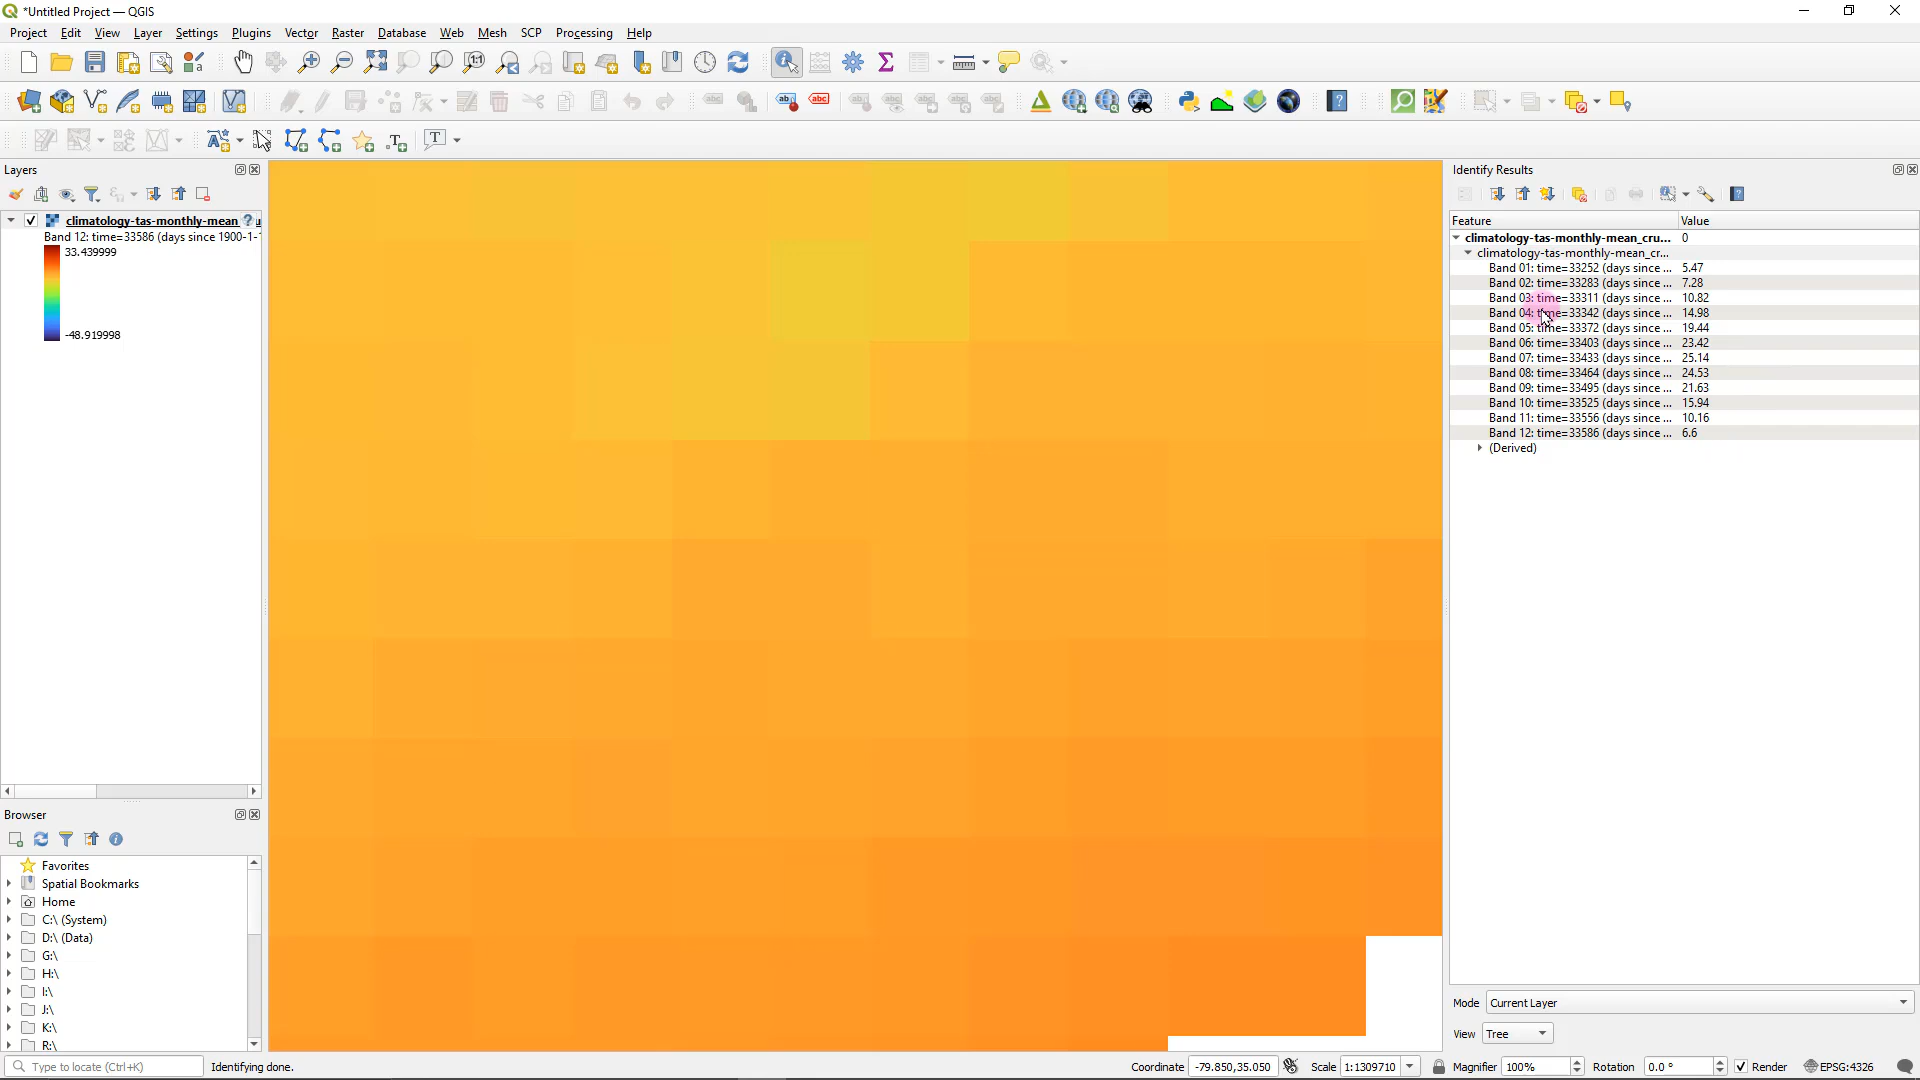 *Untitled Project — QGIS
Project Edit View Layer Settings Plugins Vector Raster Database Web Mesh SCP Processing Help
Layers
climatology-tas-monthly-mean
Band 12: time=33586 (days since 1900-1-
33.439999
-48.919998
Browser
Favorites
Spatial Bookmarks
Home
C:\ (System)
D:\ (Data)
G:\
H:\
I:\
J:\
K:\
R:\
Identify Results
Feature Value
climatology-tas-monthly-mean_cru... 0
climatology-tas-monthly-mean_cr...
Band 01: time=33252 (days since ... 5.47
Band 02: time=33283 (days since ... 7.28
Band 03: time=33311 (days since ... 10.82
Band 04: time=33342 (days since ... 14.98
Band 05: time=33372 (days since ... 19.44
Band 06: time=33403 (days since ... 23.42
Band 07: time=33433 (days since ... 25.14
Band 08: time=33464 (days since ... 24.53
Band 09: time=33495 (days since ... 21.63
Band 10: time=33525 (days since ... 15.94
Band 11: time=33556 (days since ... 10.16
Band 12: time=33586 (days since ... 6.6
(Derived)
Mode Current Layer
View Tree
Type to locate (Ctrl+K) Identifying done. Coordinate -79.850,35.050 Scale 1:1309710 Magnifier 100% Rotation 0.0 ° Render EPSG:4326